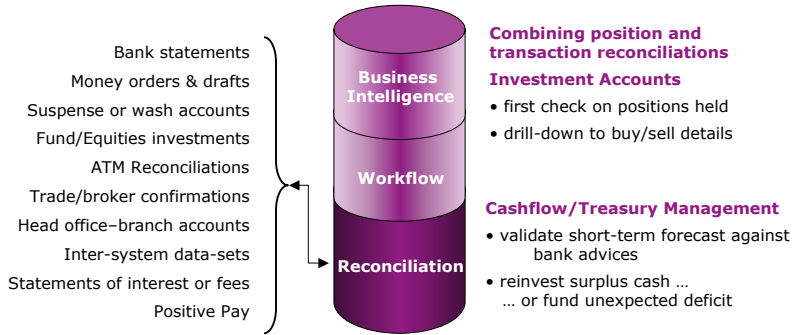 Bank statements
Money orders & drafts
Suspense or wash accounts
Fund/Equities investments
ATM Reconciliations
Trade/broker confirmations
Head office–branch accounts
Inter-system data-sets
Statements of interest or fees
Positive Pay
Business
Intelligence
Workflow
Reconciliation
Combining position and
transaction reconciliations
Investment Accounts
• first check on positions held
• drill-down to buy/sell details
Cashflow/Treasury Management
• validate short-term forecast against
bank advices
• reinvest surplus cash ...
... or fund unexpected deficit